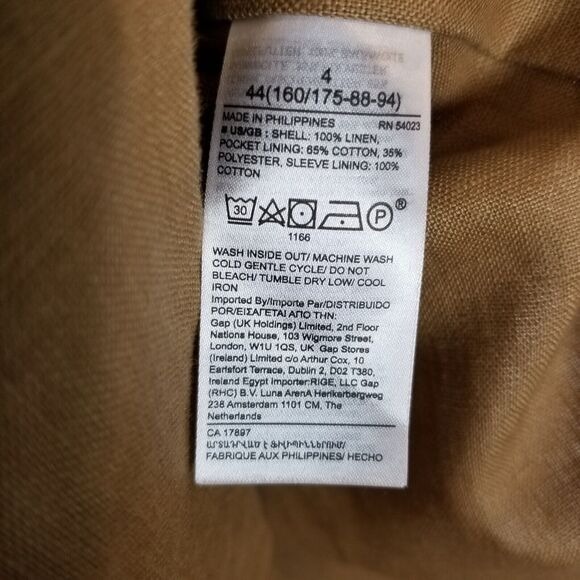 4
44(160/175-88-94)
MADE IN PHILIPPINES RN 54023
# US/GB : SHELL: 100% LINEN,
POCKET LINING: 65% COTTON, 35%
POLYESTER, SLEEVE LINING: 100%
COTTON
30 P ®
1166
WASH INSIDE OUT/ MACHINE WASH
COLD GENTLE CYCLE/ DO NOT
BLEACH/ TUMBLE DRY LOW/ COOL
IRON
Imported By/Importe Par/DISTRIBUIDO
POR/ΕΙΣΑΓΕΤΑΙ ΑΠΟ ΤΗΝ:
Gap (UK Holdings) Limited, 2nd Floor
Nations House, 103 Wigmore Street,
London, W1U 1QS, UK Gap Stores
(Ireland) Limited c/o Arthur Cox, 10
Earlsfort Terrace, Dublin 2, D02 T380,
Ireland Egypt Importer:RIGE, LLC Gap
(RHC) B.V. Luna ArenA Herikerbergweg
238 Amsterdam 1101 CM, The
Netherlands
CA 17897
ԱՐՏԱԴՐՎԱԾ Է ՖԻԼԻՊԻՆՆԵՐՈՒՄ/
FABRIQUE AUX PHILIPPINES/ HECHO